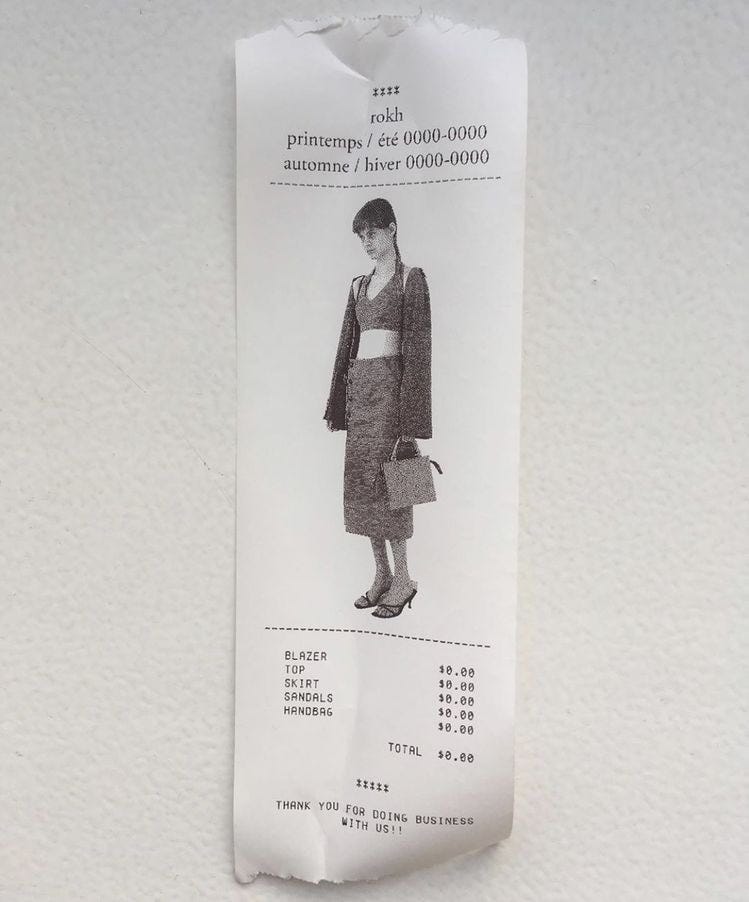 ****
rokh
printemps / été 0000-0000
automne / hiver 0000-0000
BLAZER $0.00
TOP $0.00
SKIRT $0.00
SANDALS $0.00
HANDBAG $0.00
TOTAL $0.00
*****
THANK YOU FOR DOING BUSINESS
WITH US!!